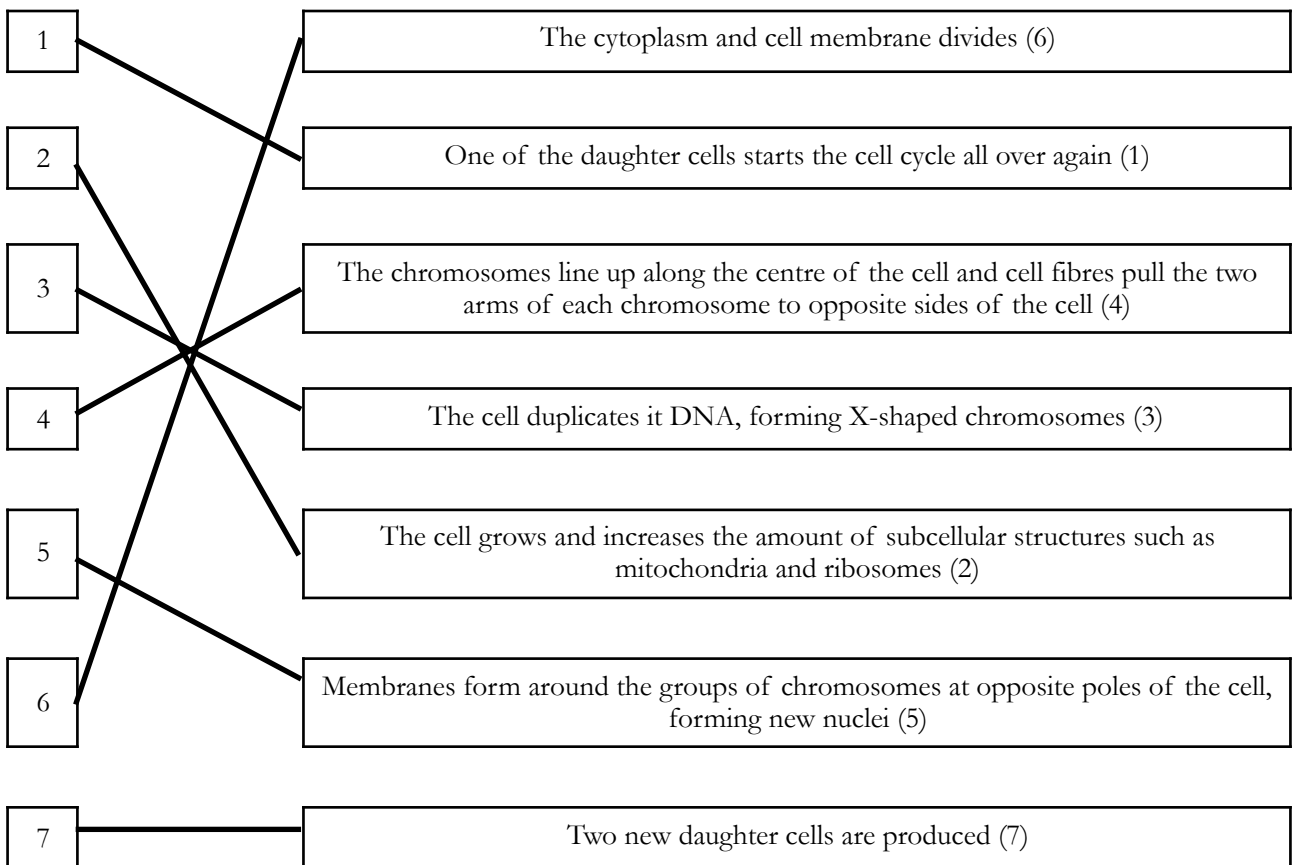 1
The cytoplasm and cell membrane divides (6)
2
One of the daughter cells starts the cell cycle all over again (1)
3
The chromosomes line up along the centre of the cell and cell fibres pull the two
arms of each chromosome to opposite sides of the cell (4)
4
The cell duplicates it DNA, forming X-shaped chromosomes (3)
5
The cell grows and increases the amount of subcellular structures such as
mitochondria and ribosomes (2)
6
Membranes form around the groups of chromosomes at opposite poles of the cell,
forming new nuclei (5)
7
Two new daughter cells are produced (7)